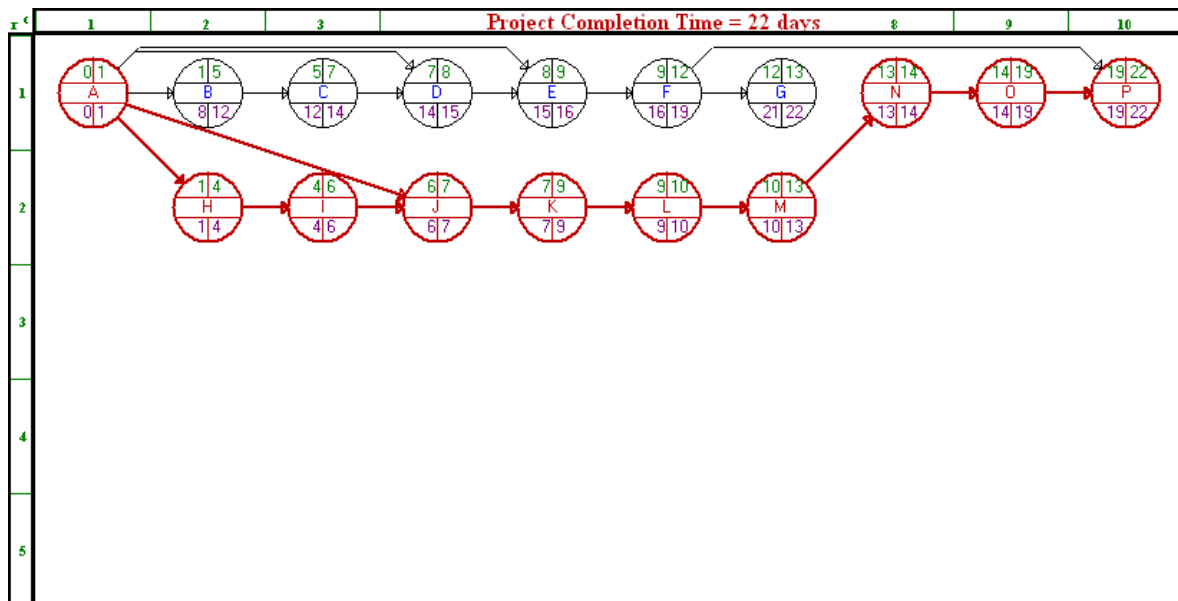 r c 1 2 3 Project Completion Time = 22 days 8 9 10
1
0 1 1 5 5 7 7 8 8 9 9 12 12 13 13 14 14 19 19 22
A B C D E F G N O P
0 1 8 12 12 14 14 15 15 16 16 19 21 22 13 14 14 19 19 22
2
1 4 4 6 6 7 7 9 9 10 10 13
H I J K L M
1 4 4 6 6 7 7 9 9 10 10 13
3
4
5